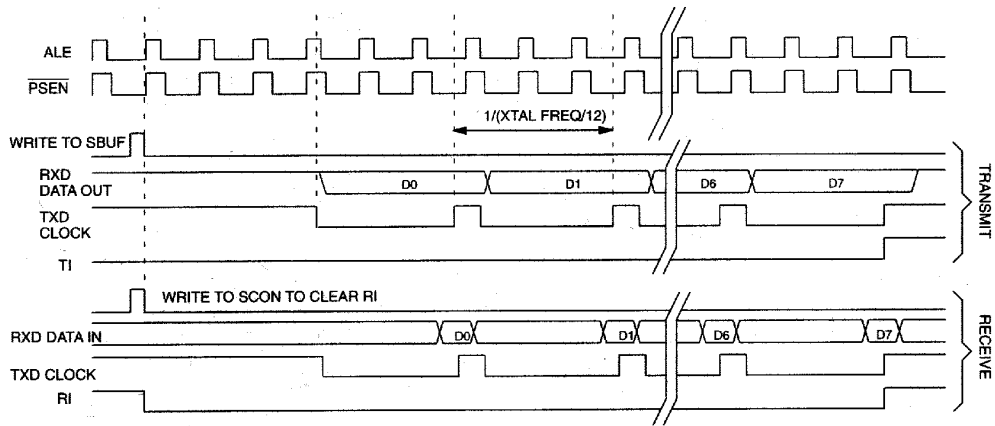 ALE
PSEN
1/(XTAL FREQ/12)
WRITE TO SBUF
RXD
DATA OUT
D0 D1 D6 D7
TXD
CLOCK
TI
TRANSMIT
WRITE TO SCON TO CLEAR RI
RXD DATA IN
D0 D1 D6 D7
TXD CLOCK
RI
RECEIVE